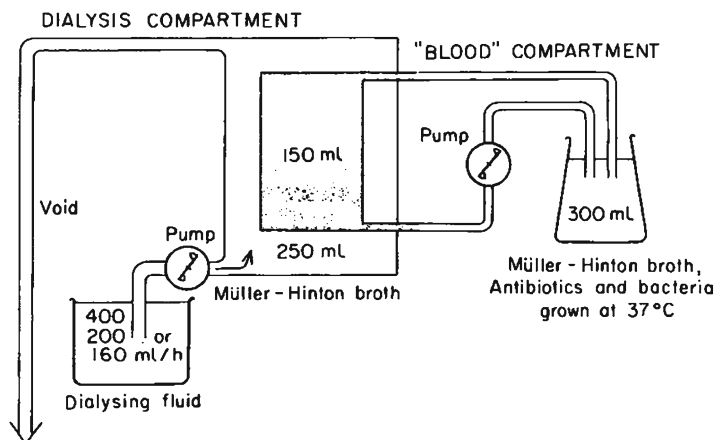 DIALYSIS COMPARTMENT
"BLOOD" COMPARTMENT
150 ml
Pump
300 ml
Void
Pump
250 ml
Müller-Hinton broth
Müller-Hinton broth,
Antibiotics and bacteria
grown at 37°C
400
200 or
160 ml/h
Dialysing fluid